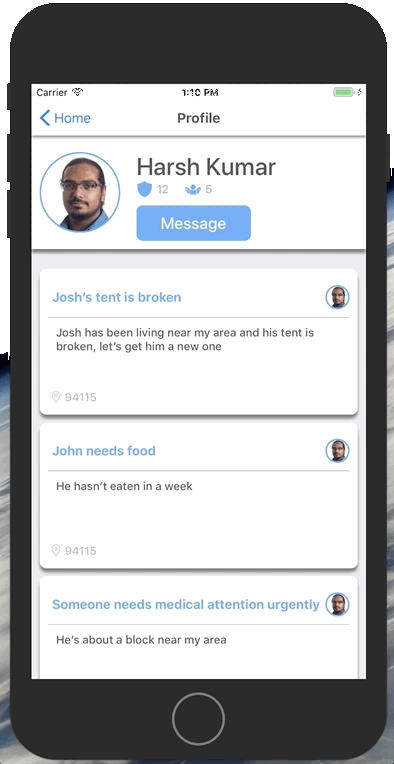 Carrier 1:10 PM
Home Profile
Harsh Kumar
12 5
Message
Josh’s tent is broken
Josh has been living near my area and his tent is
broken, let’s get him a new one
94115
John needs food
He hasn’t eaten in a week
94115
Someone needs medical attention urgently
He’s about a block near my area